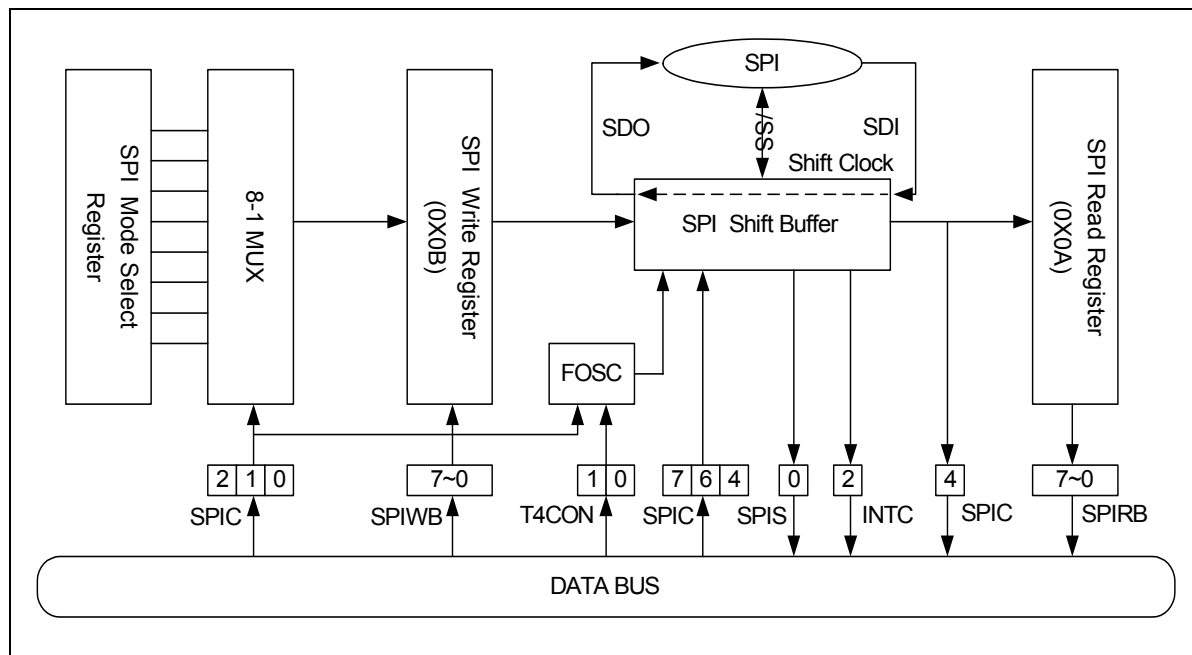 SPI
SDO
/SS
SDI
Shift Clock
SPI Mode Select
Register
8-1 MUX
SPI Write Register
(0X0B)
SPI Shift Buffer
SPI Read Register
(0X0A)
FOSC
2 1 0
7~0
1 0
7 6 4
0
2
4
7~0
SPIC
SPIWB
T4CON
SPIC
SPIS
INTC
SPIC
SPIRB
DATA BUS